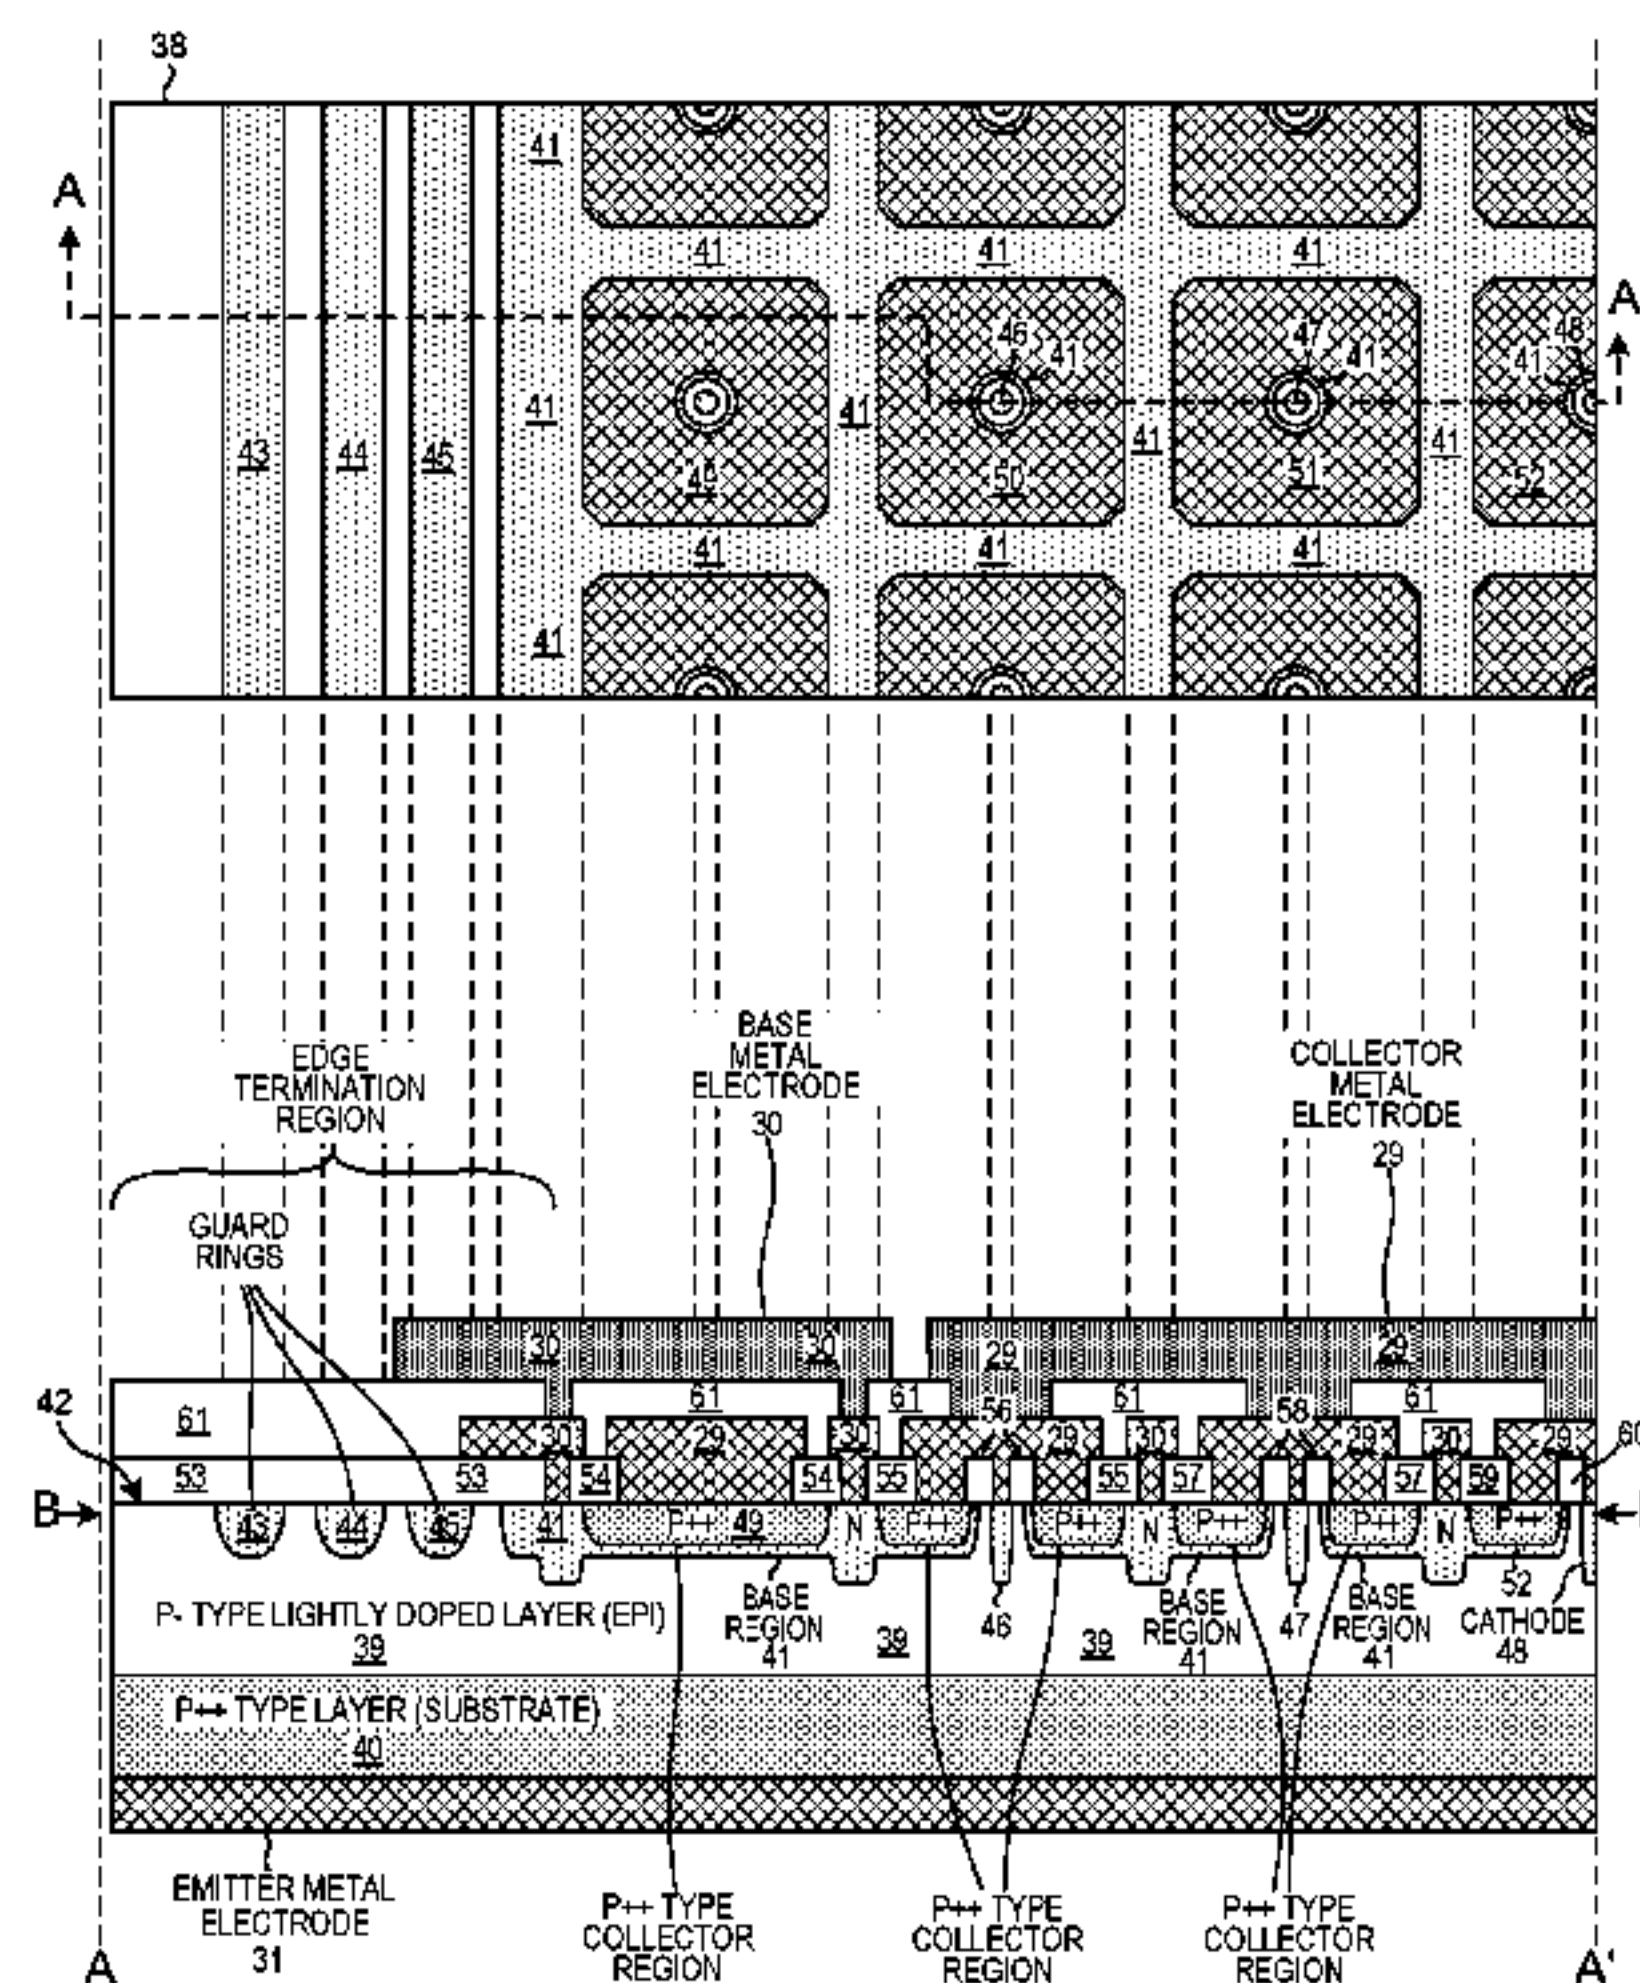 38
A
A
41
41
41
41
46
41
47
41
48
41
43
44
45
41
41
41
41
49
50
51
52
41
41
41
41
EDGE
TERMINATION
REGION
BASE
METAL
ELECTRODE
30
COLLECTOR
METAL
ELECTRODE
29
GUARD
RINGS
30
30
29
29
42
61
61
61
61
61
56
58
30
29
30
29
30
29
30
29
60
53
53
54
54
55
55
57
57
59
B
43
44
45
41
P++
49
N
P++
P++
N
P++
P++
N
P++
P- TYPE LIGHTLY DOPED LAYER (EPI)
39
BASE
REGION
41
39
46
39
BASE
REGION
41
47
BASE
REGION
41
52
CATHODE
48
P++ TYPE LAYER (SUBSTRATE)
40
EMITTER METAL
ELECTRODE
31
P++ TYPE
COLLECTOR
REGION
P++ TYPE
COLLECTOR
REGION
P++ TYPE
COLLECTOR
REGION
A
A'